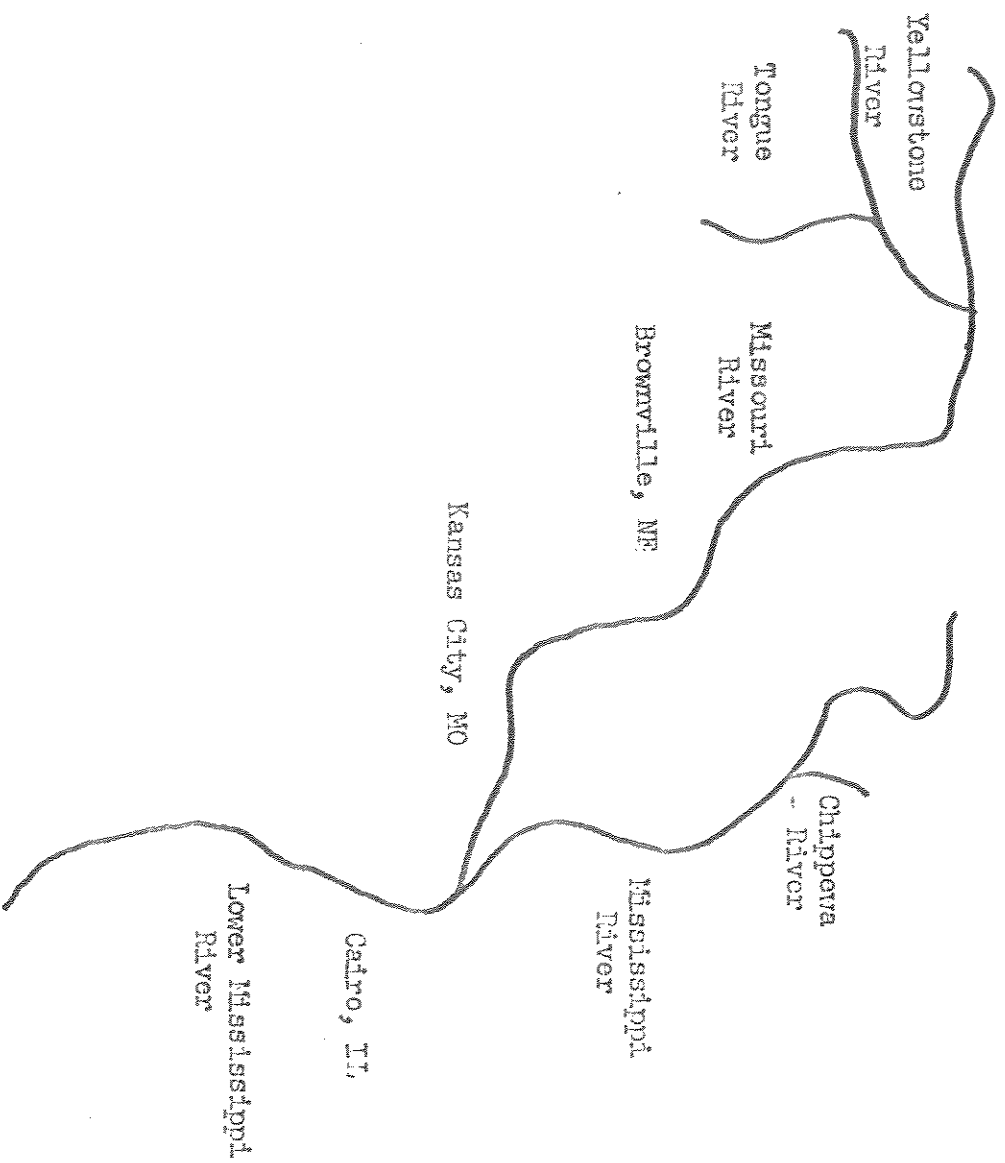 Yellowstone
River
Tongue
River
Missouri
River
Brownville, NE
Kansas City, MO
Chippewa
- River
Mississippi
River
Cairo, IL
Lower Mississippi
River